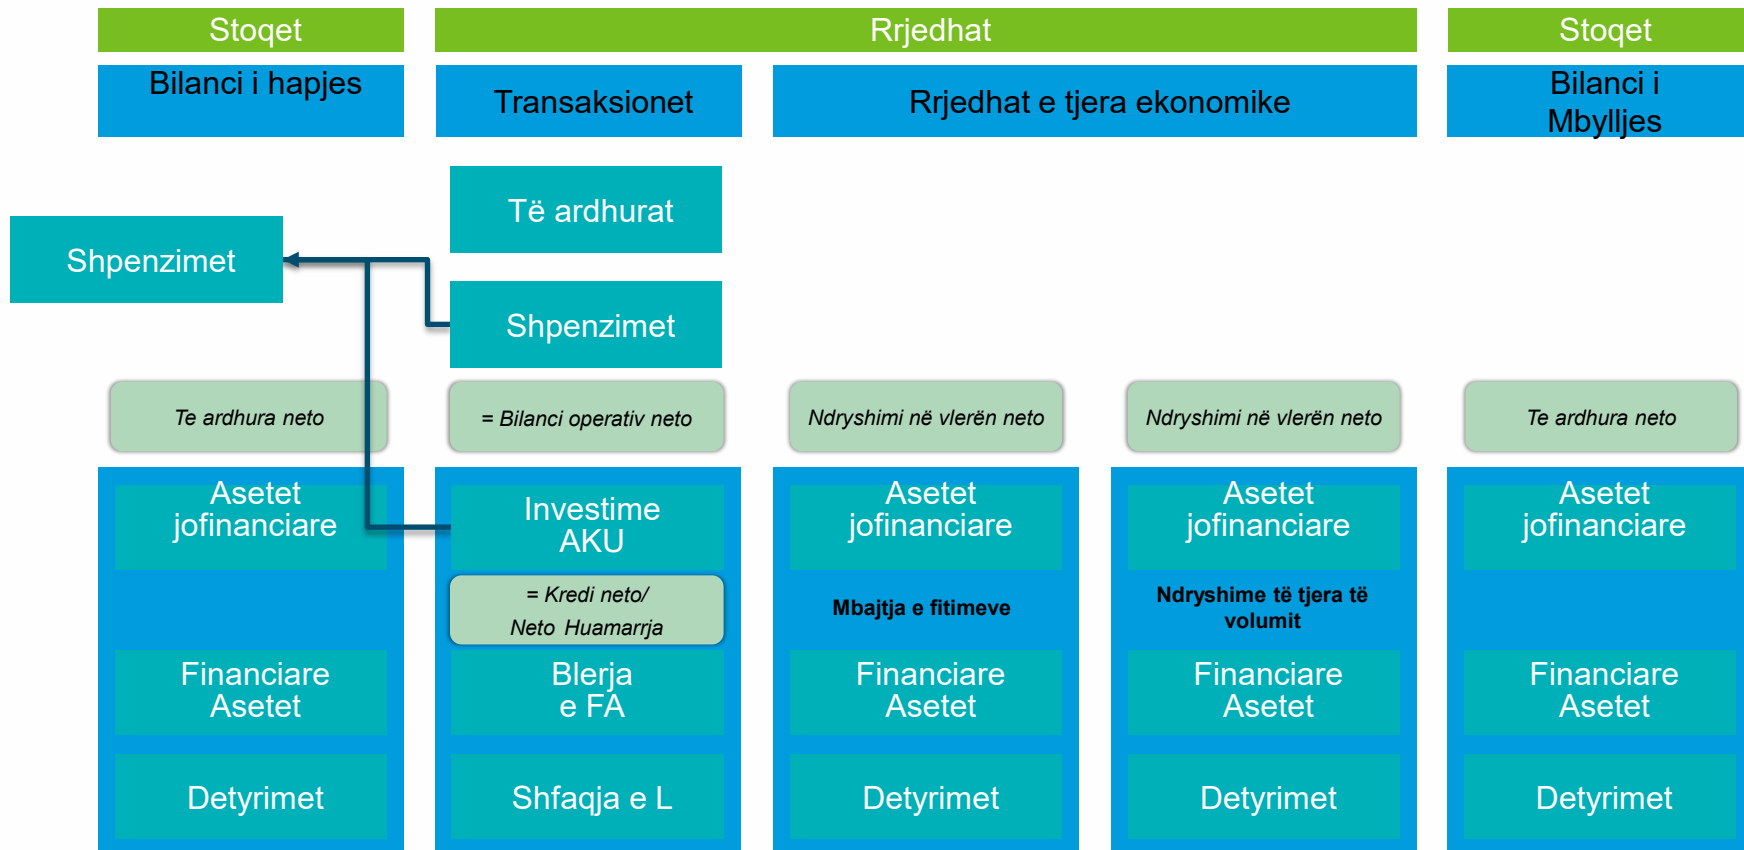 Stoqet
Rrjedhat
Stoqet
Bilanci i hapjes
Transaksionet
Rrjedhat e tjera ekonomike
Bilanci i
Mbylljes
Të ardhurat
Shpenzimet
Shpenzimet
Te ardhura neto
= Bilanci operativ neto
Ndryshimi në vlerën neto
Ndryshimi në vlerën neto
Te ardhura neto
Asetet
jofinanciare
Investime
AKU
Asetet
jofinanciare
Asetet
jofinanciare
Asetet
jofinanciare
= Kredi neto/
Neto Huamarrja
Mbajtja e fitimeve
Ndryshime të tjera të
volumit
Financiare
Asetet
Blerja
e FA
Financiare
Asetet
Financiare
Asetet
Financiare
Asetet
Detyrimet
Shfaqja e L
Detyrimet
Detyrimet
Detyrimet